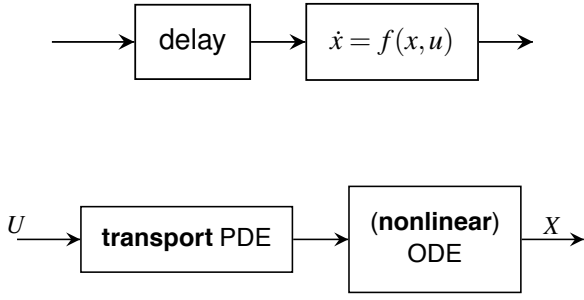 delay
ẋ = f(x,u)
U
transport PDE
(nonlinear)
ODE
X